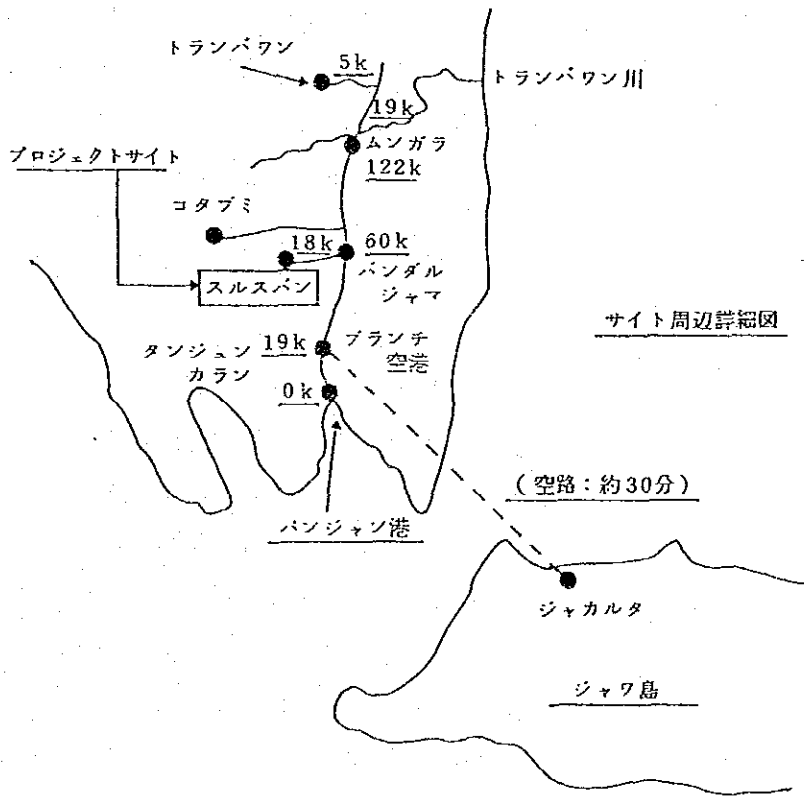 トランバワン
5k
トランバワン川
19k
ムンガラ
122k
プロジェクトサイト
コタブミ
18k
60k
バンダル
ジャマ
スルスバン
サイト周辺詳細図
タンジュン
カラン
19k
ブランチ
空港
0k
(空路:約30分)
パンジャン港
ジャカルタ
ジャワ島